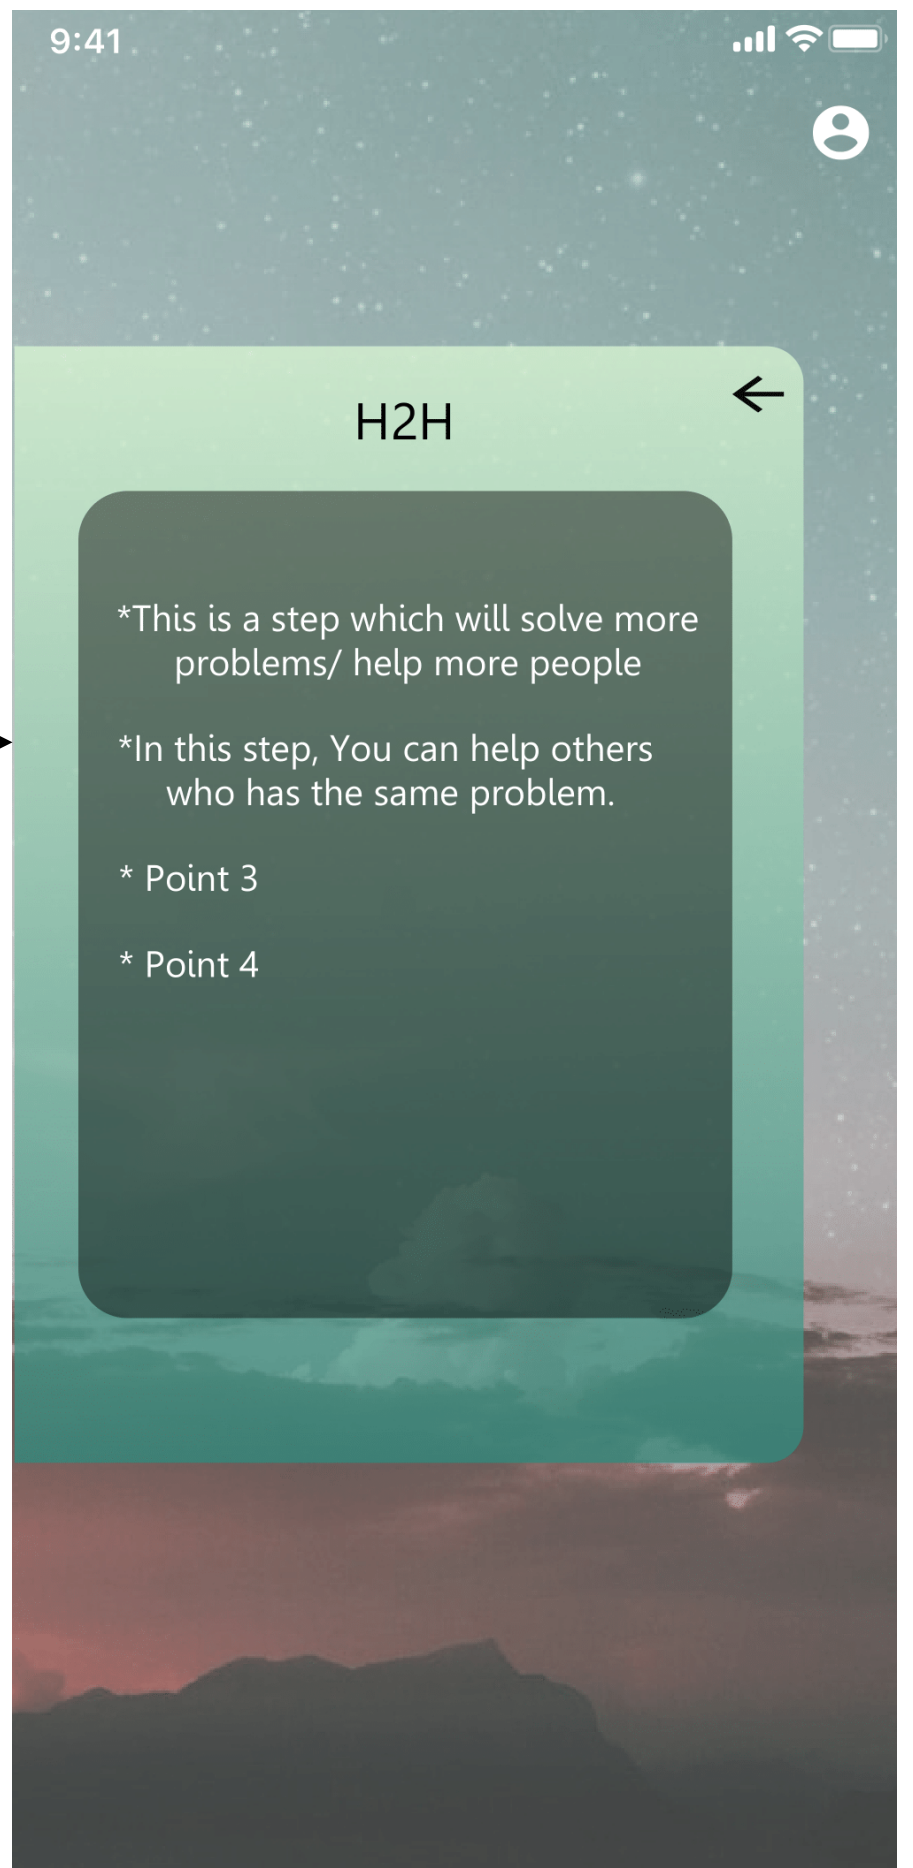 9:41
H2H
*This is a step which will solve more
problems/ help more people
*In this step, You can help others
who has the same problem.
* Point 3
* Point 4